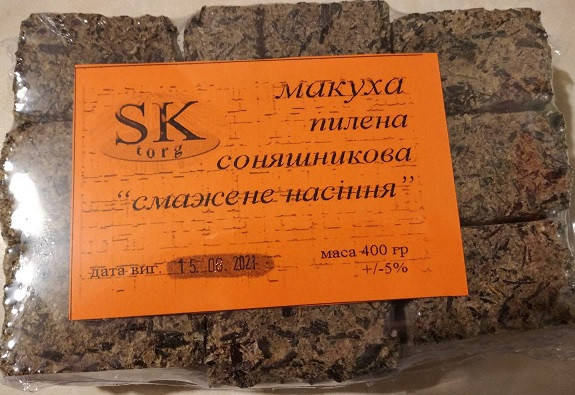 SK
torg
макуха
пилена
соняшникова
“смажене насіння”
маса 400 гр
+/-5%
дата виг. 15.08.2021